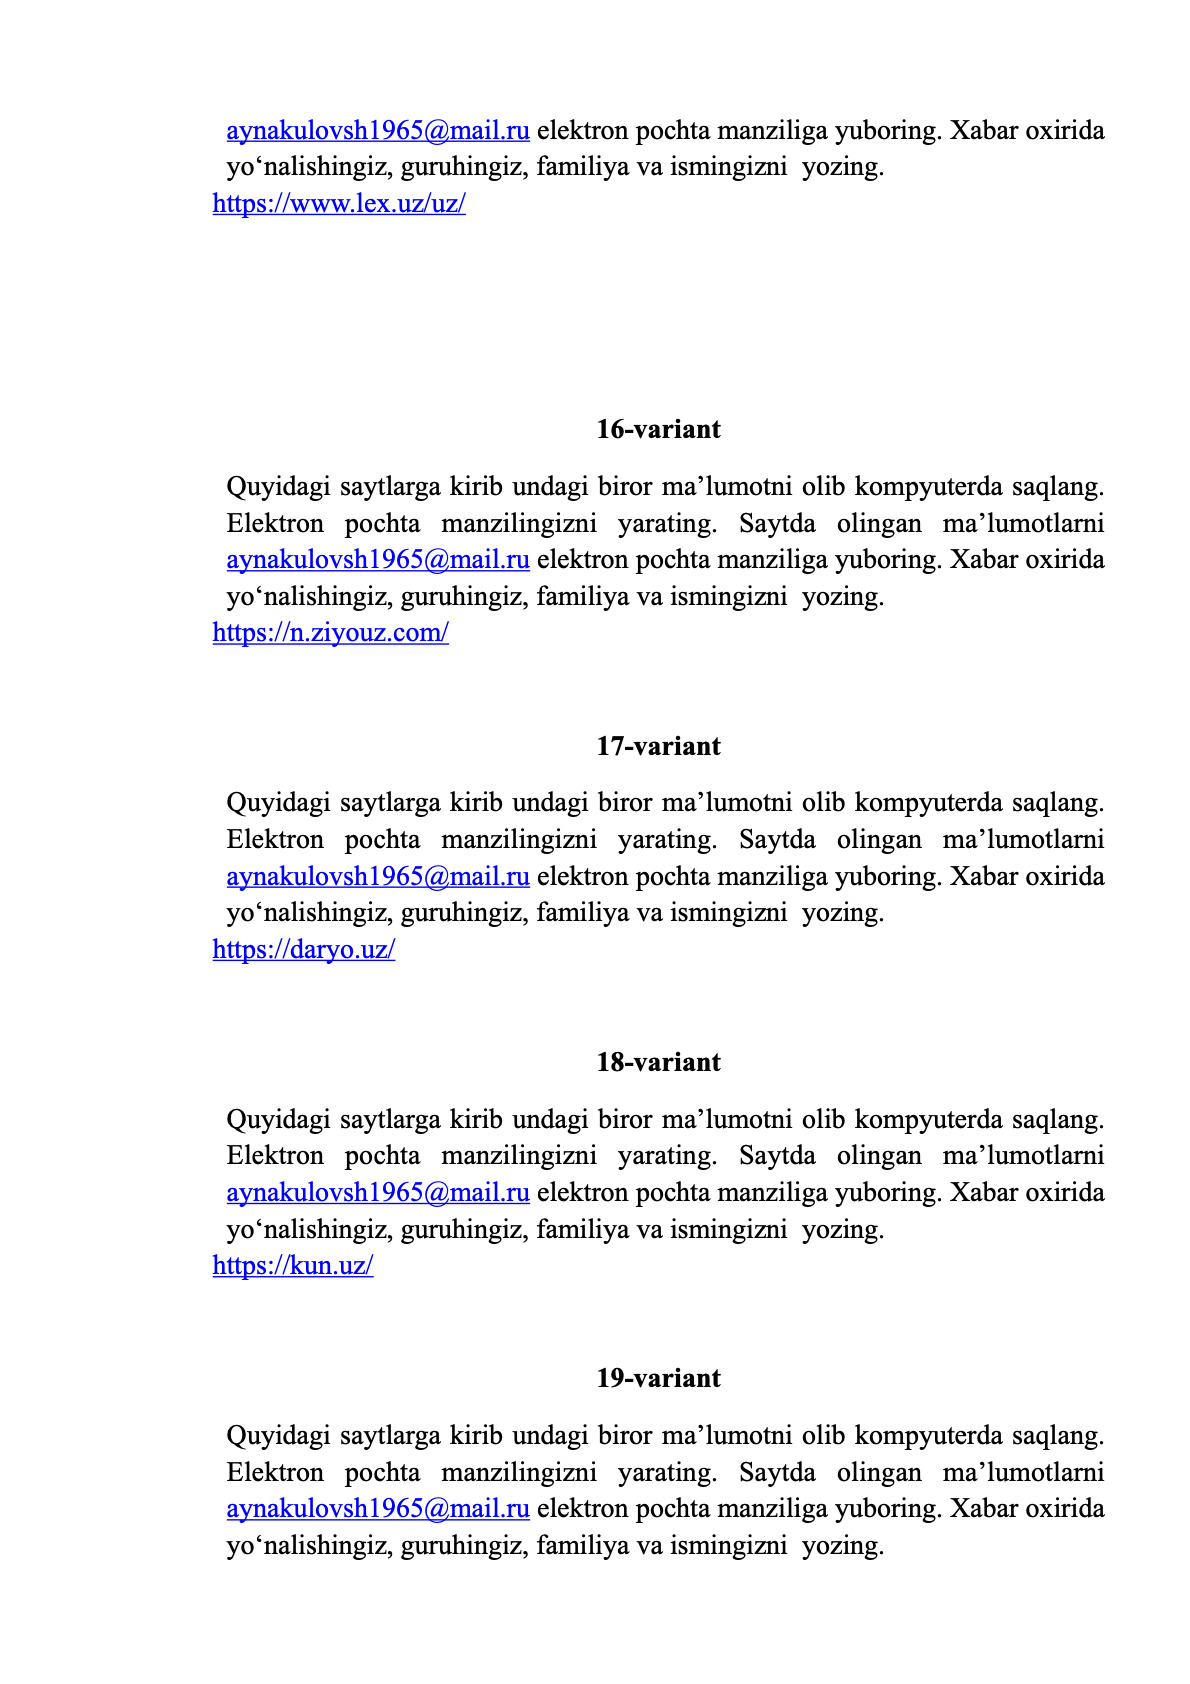 aynakulovsh1965@mail.ru elektron pochta manziliga yuboring. Xabar oxirida
yo‘nalishingiz, guruhingiz, familiya va ismingizni  yozing.
https://www.lex.uz/uz/
16-variant
Quyidagi saytlarga kirib undagi biror ma’lumotni olib kompyuterda saqlang.
Elektron pochta manzilingizni yarating. Saytda olingan ma’lumotlarni
aynakulovsh1965@mail.ru elektron pochta manziliga yuboring. Xabar oxirida
yo‘nalishingiz, guruhingiz, familiya va ismingizni  yozing.
https://n.ziyouz.com/
17-variant
Quyidagi saytlarga kirib undagi biror ma’lumotni olib kompyuterda saqlang.
Elektron pochta manzilingizni yarating. Saytda olingan ma’lumotlarni
aynakulovsh1965@mail.ru elektron pochta manziliga yuboring. Xabar oxirida
yo‘nalishingiz, guruhingiz, familiya va ismingizni  yozing.
https://daryo.uz/
18-variant
Quyidagi saytlarga kirib undagi biror ma’lumotni olib kompyuterda saqlang.
Elektron pochta manzilingizni yarating. Saytda olingan ma’lumotlarni
aynakulovsh1965@mail.ru elektron pochta manziliga yuboring. Xabar oxirida
yo‘nalishingiz, guruhingiz, familiya va ismingizni  yozing.
https://kun.uz/
19-variant
Quyidagi saytlarga kirib undagi biror ma’lumotni olib kompyuterda saqlang.
Elektron pochta manzilingizni yarating. Saytda olingan ma’lumotlarni
aynakulovsh1965@mail.ru elektron pochta manziliga yuboring. Xabar oxirida
yo‘nalishingiz, guruhingiz, familiya va ismingizni  yozing.